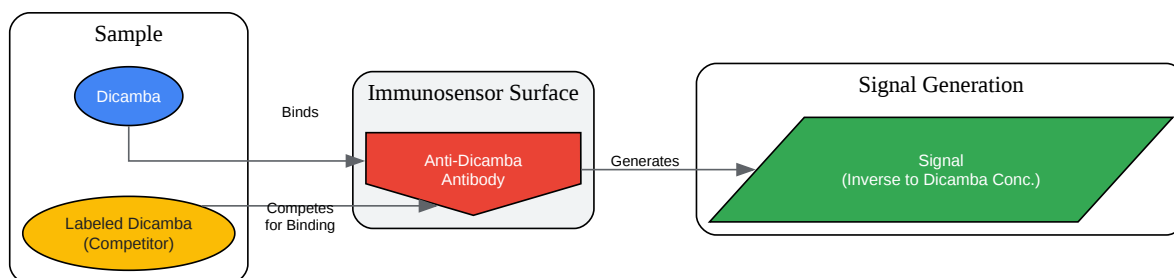 Sample
Dicamba
Labeled Dicamba
(Competitor)
Binds
Competes
for Binding
Immunosensor Surface
Anti-Dicamba
Antibody
Generates
Signal Generation
Signal
(Inverse to Dicamba Conc.)